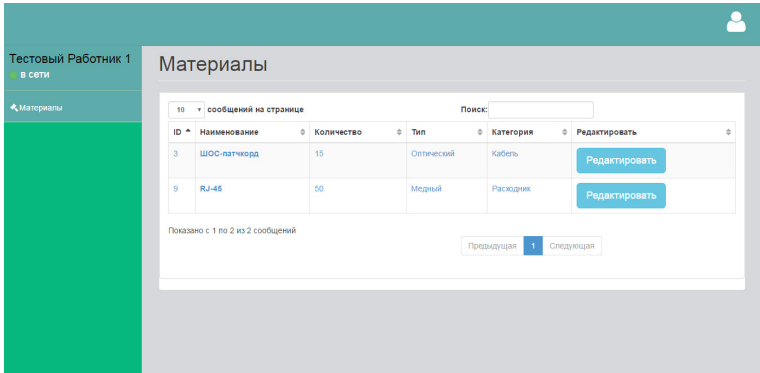 Тестовый Работник 1
в сети
Материалы
Материалы
10 сообщений на странице Поиск:
ID Наименование Количество Тип Категория Редактировать
3 ШОС-патчкорд 15 Оптический Кабель Редактировать
9 RJ-45 50 Медный Расходник Редактировать
Показано с 1 по 2 из 2 сообщений
Предыдущая 1 Следующая